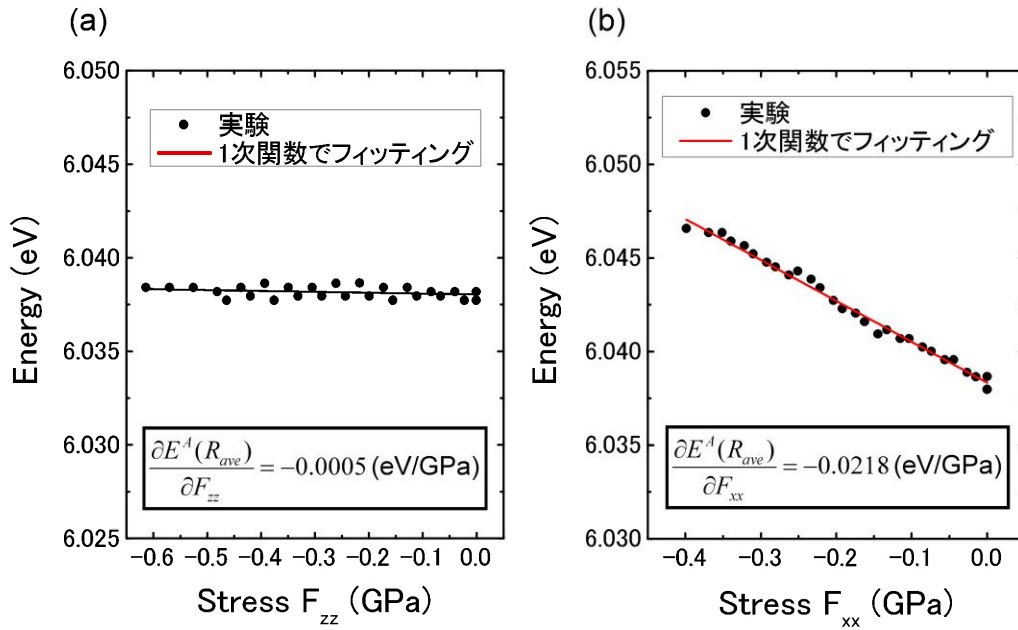 (a)
6.050
6.045
6.040
6.035
6.030
6.025
Energy (eV)
実験
1次関数でフィッティング
∂E^A(R_ave)/∂F_zz = −0.0005 (eV/GPa)
−0.6 −0.5 −0.4 −0.3 −0.2 −0.1 0.0
Stress F_zz (GPa)
(b)
6.055
6.050
6.045
6.040
6.035
6.030
Energy (eV)
実験
1次関数でフィッティング
∂E^A(R_ave)/∂F_xx = −0.0218 (eV/GPa)
−0.4 −0.3 −0.2 −0.1 0.0
Stress F_xx (GPa)